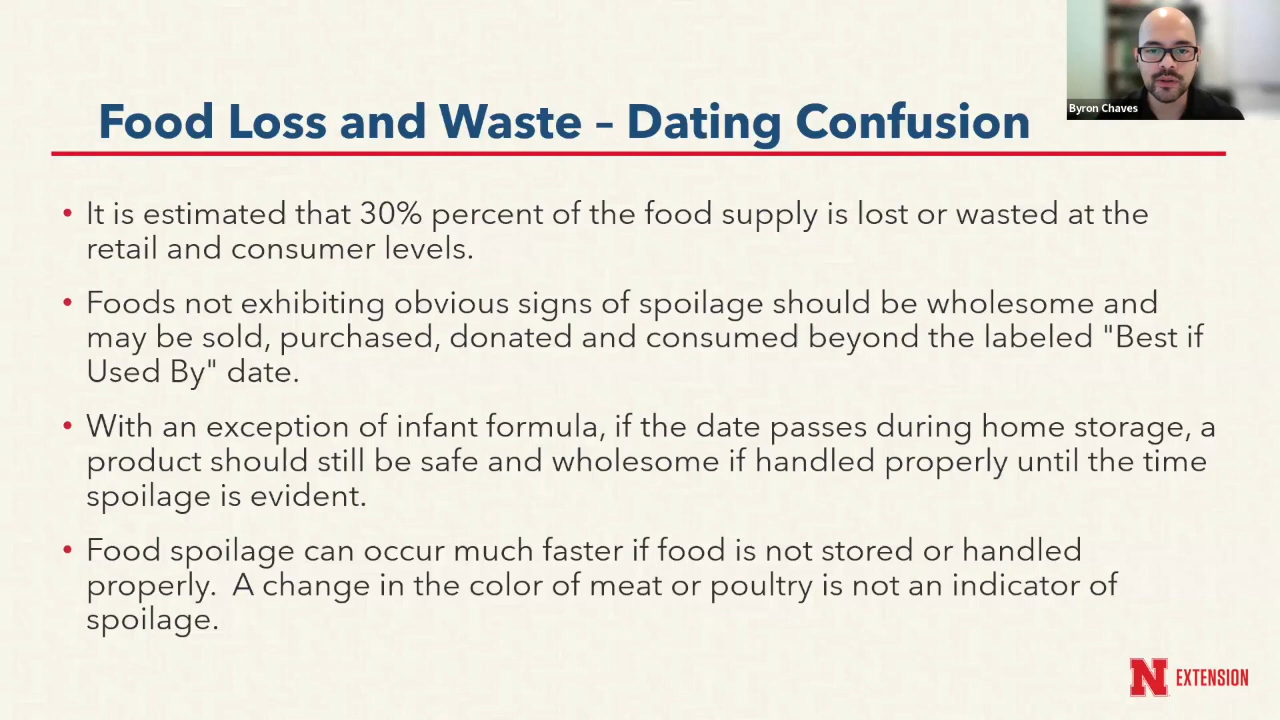 Byron Chaves
Food Loss and Waste – Dating Confusion
• It is estimated that 30% percent of the food supply is lost or wasted at the
retail and consumer levels.
• Foods not exhibiting obvious signs of spoilage should be wholesome and
may be sold, purchased, donated and consumed beyond the labeled "Best if
Used By" date.
• With an exception of infant formula, if the date passes during home storage, a
product should still be safe and wholesome if handled properly until the time
spoilage is evident.
• Food spoilage can occur much faster if food is not stored or handled
properly.  A change in the color of meat or poultry is not an indicator of
spoilage.
N EXTENSION